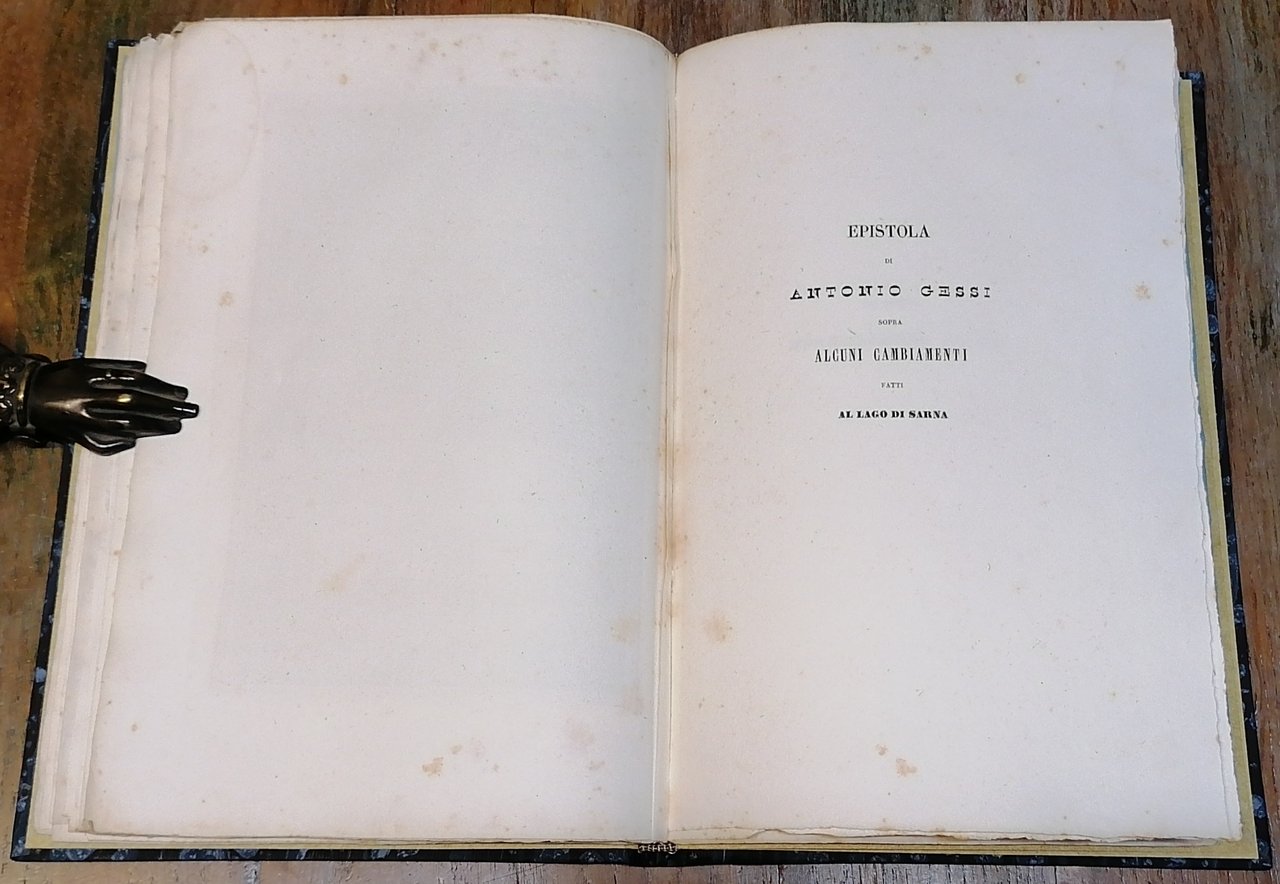 EPISTOLA
DI
ANTONIO GESSI
SOPRA
ALCUNI CAMBIAMENTI
FATTI
AL LAGO DI SARNA